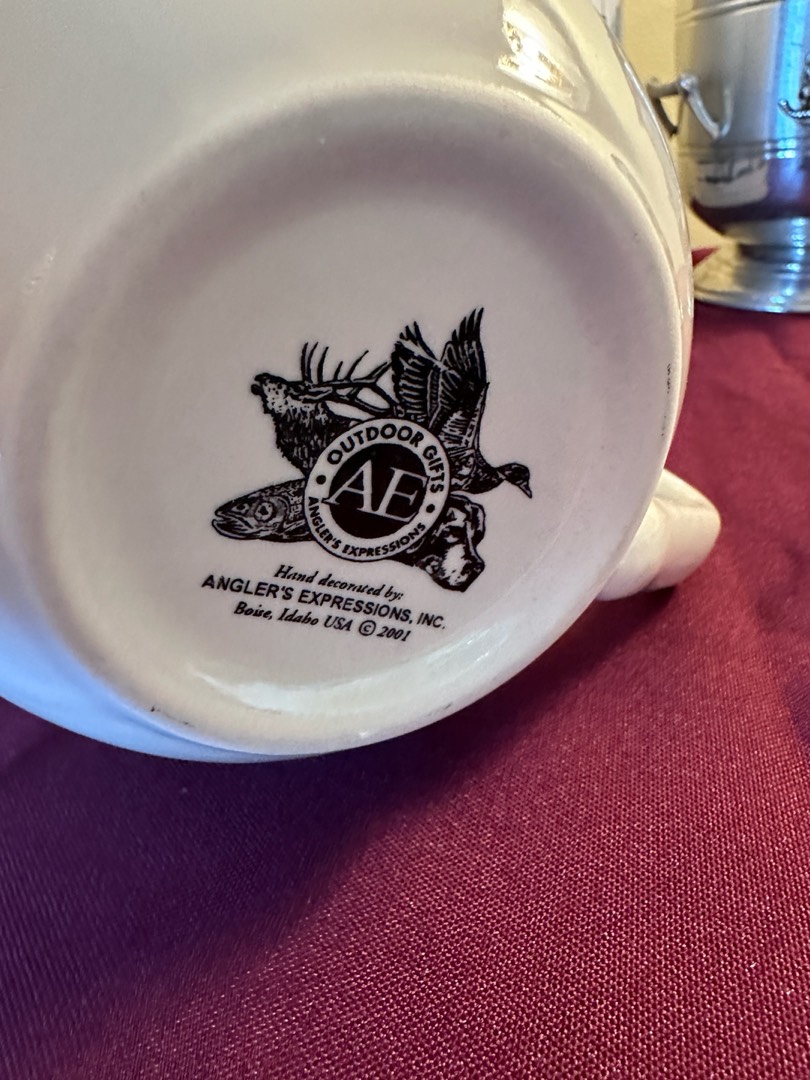 OUTDOOR GIFTS
AE
ANGLER'S EXPRESSIONS
Hand decorated by:
ANGLER'S EXPRESSIONS, INC.
Boise, Idaho USA © 2001